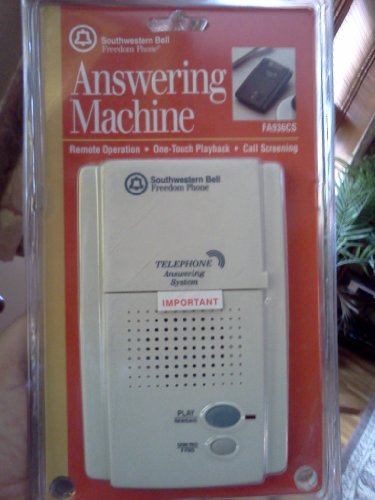 Southwestern Bell
Freedom Phone®
Answering
Machine
FA936CS
Remote Operation • One-Touch Playback • Call Screening
Southwestern Bell
Freedom Phone
TELEPHONE
Answering
System
IMPORTANT
PLAY